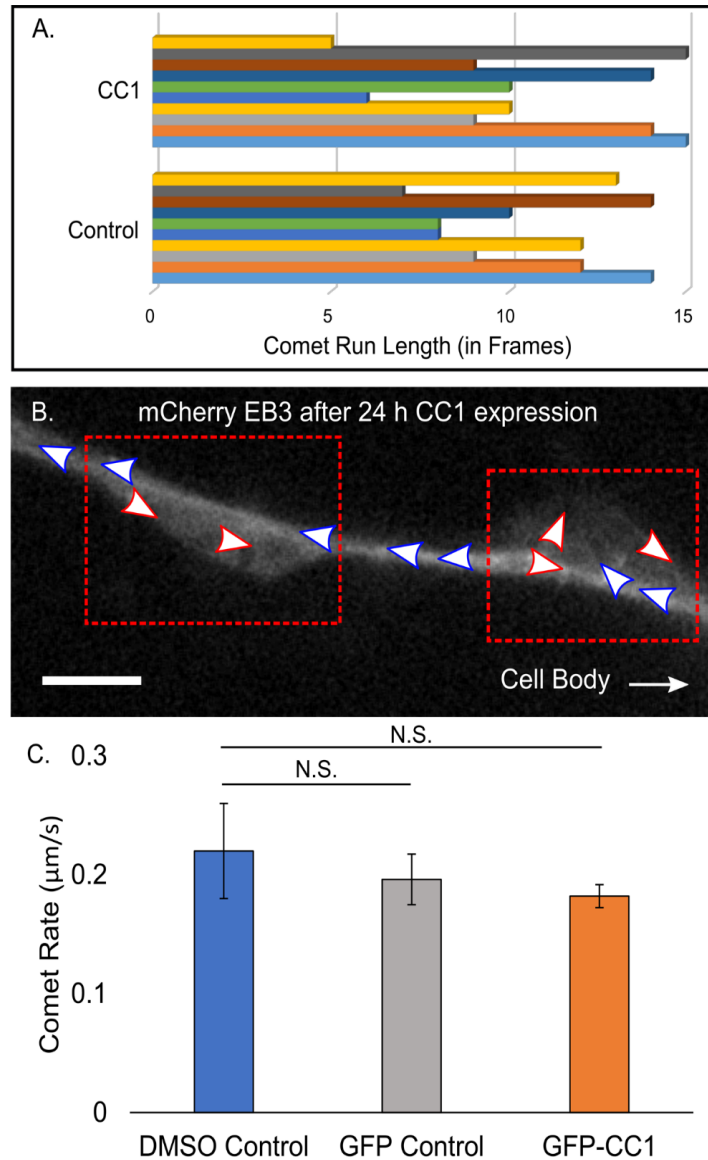 A.
CC1
Control
0 5 10 15
Comet Run Length (in Frames)
B. mCherry EB3 after 24 h CC1 expression
Cell Body
C.
N.S.
N.S.
0.3
0.2
0.1
0
Comet Rate (μm/s)
DMSO Control GFP Control GFP-CC1